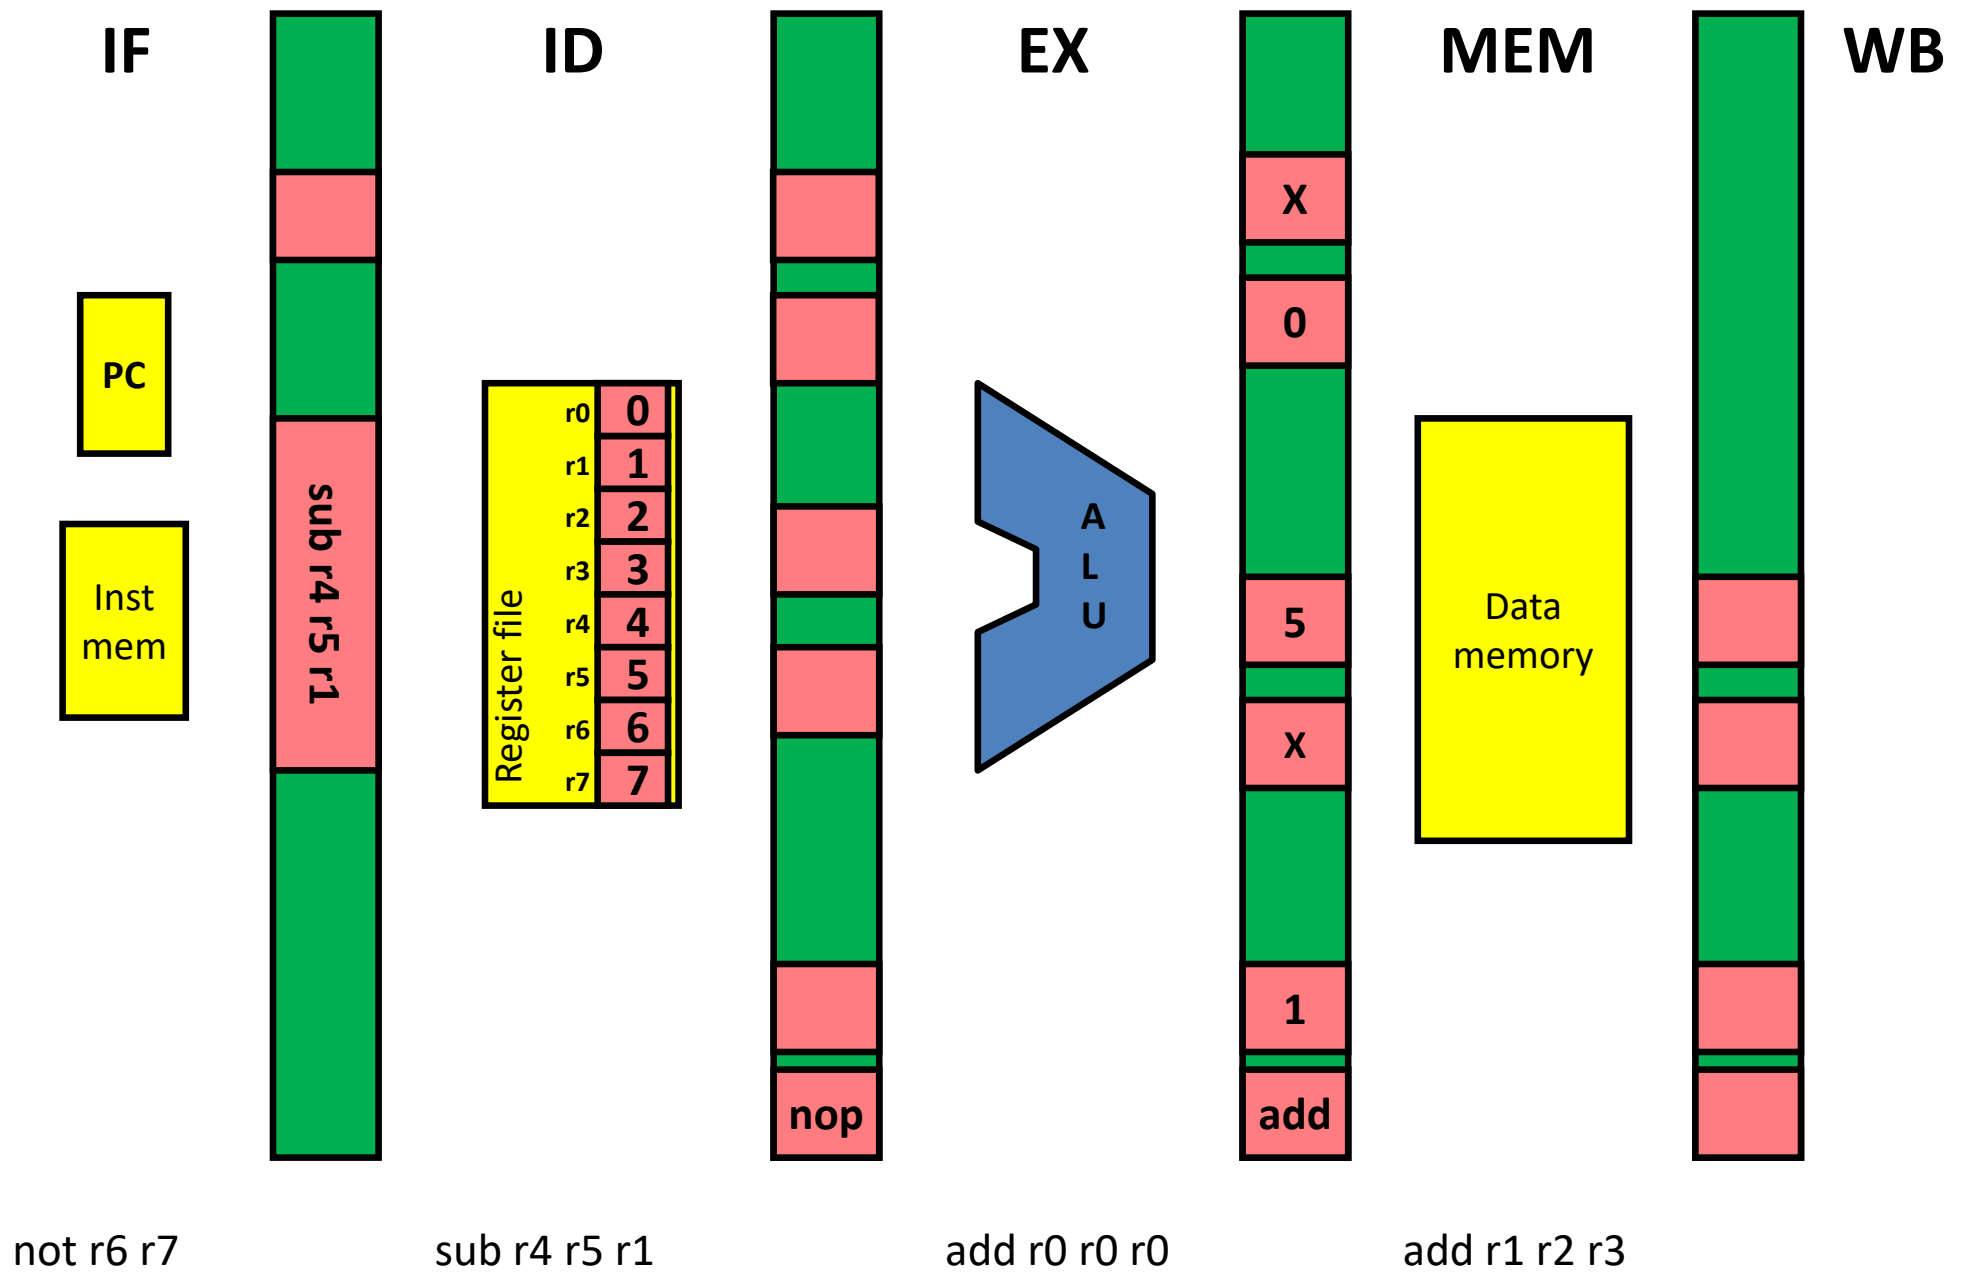 IF
ID
EX
MEM
WB
PC
Inst
mem
sub r4 r5 r1
Register file
r0 0
r1 1
r2 2
r3 3
r4 4
r5 5
r6 6
r7 7
nop
A
L
U
X
0
5
X
1
add
Data
memory
not r6 r7
sub r4 r5 r1
add r0 r0 r0
add r1 r2 r3